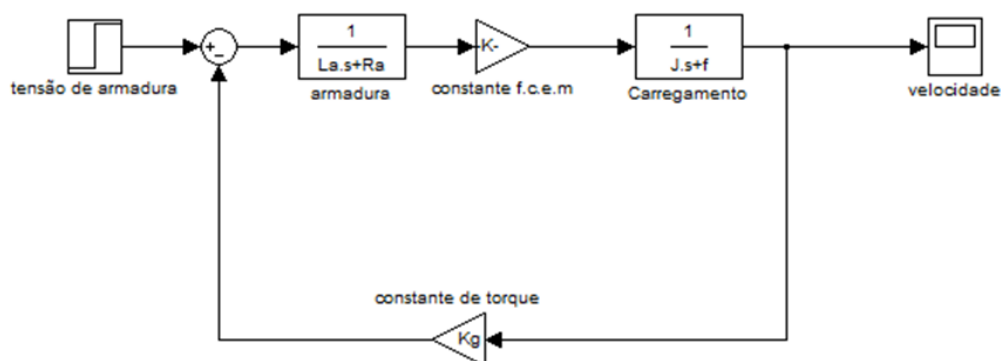 +
-
1
La.s+Ra
K-
1
J.s+f
tensão de armadura
armadura
constante f.c.e.m
Carregamento
velocidade
constante de torque
Kg